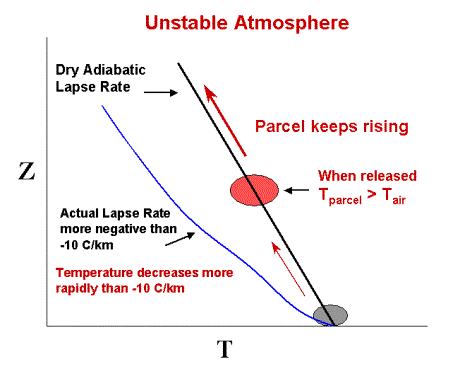 Unstable Atmosphere
Dry Adiabatic
Lapse Rate
Parcel keeps rising
Z
When released
Tparcel > Tair
Actual Lapse Rate
more negative than
-10 C/km
Temperature decreases more
rapidly than -10 C/km
T